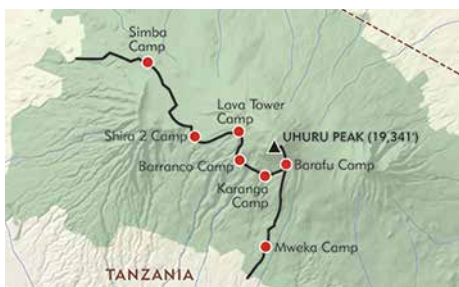 Simba
Camp
Lava Tower
Camp
Shira 2 Camp
UHURU PEAK (19,341')
Barranco Camp
Barafu Camp
Karanga
Camp
Mweka Camp
TANZANIA